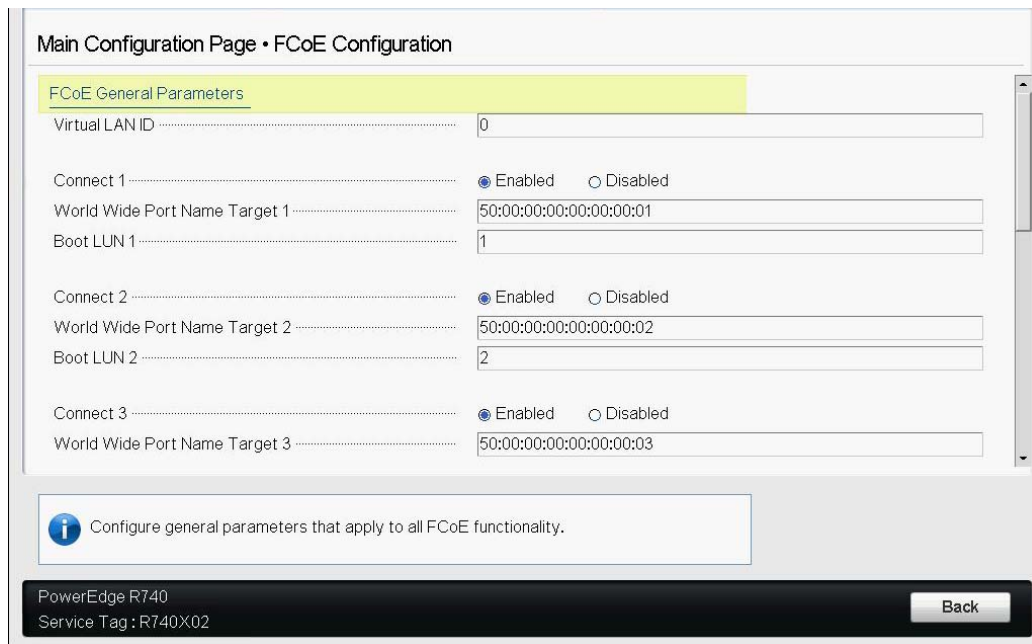 Main Configuration Page • FCoE Configuration
FCoE General Parameters
Virtual LAN ID 0
Connect 1 Enabled Disabled
World Wide Port Name Target 1 50:00:00:00:00:00:00:01
Boot LUN 1 1
Connect 2 Enabled Disabled
World Wide Port Name Target 2 50:00:00:00:00:00:00:02
Boot LUN 2 2
Connect 3 Enabled Disabled
World Wide Port Name Target 3 50:00:00:00:00:00:00:03
Configure general parameters that apply to all FCoE functionality.
PowerEdge R740
Service Tag : R740X02
Back